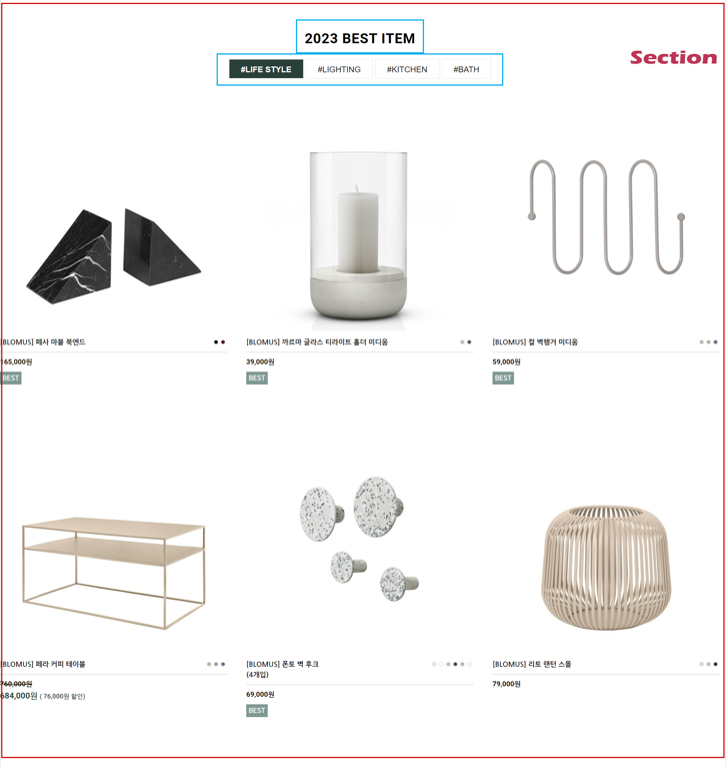 2023 BEST ITEM
Section
#LIFE STYLE #LIGHTING #KITCHEN #BATH
[BLOMUS] 페사 마블 북엔드
165,000원
BEST
[BLOMUS] 까르마 글라스 티라이트 홀더 미디움
39,000원
BEST
[BLOMUS] 컬 벽행거 미디움
59,000원
BEST
[BLOMUS] 페라 커피 테이블
760,000원
684,000원 ( 76,000원 할인)
[BLOMUS] 폰토 벽 후크
(4개입)
69,000원
BEST
[BLOMUS] 리토 랜턴 스몰
79,000원